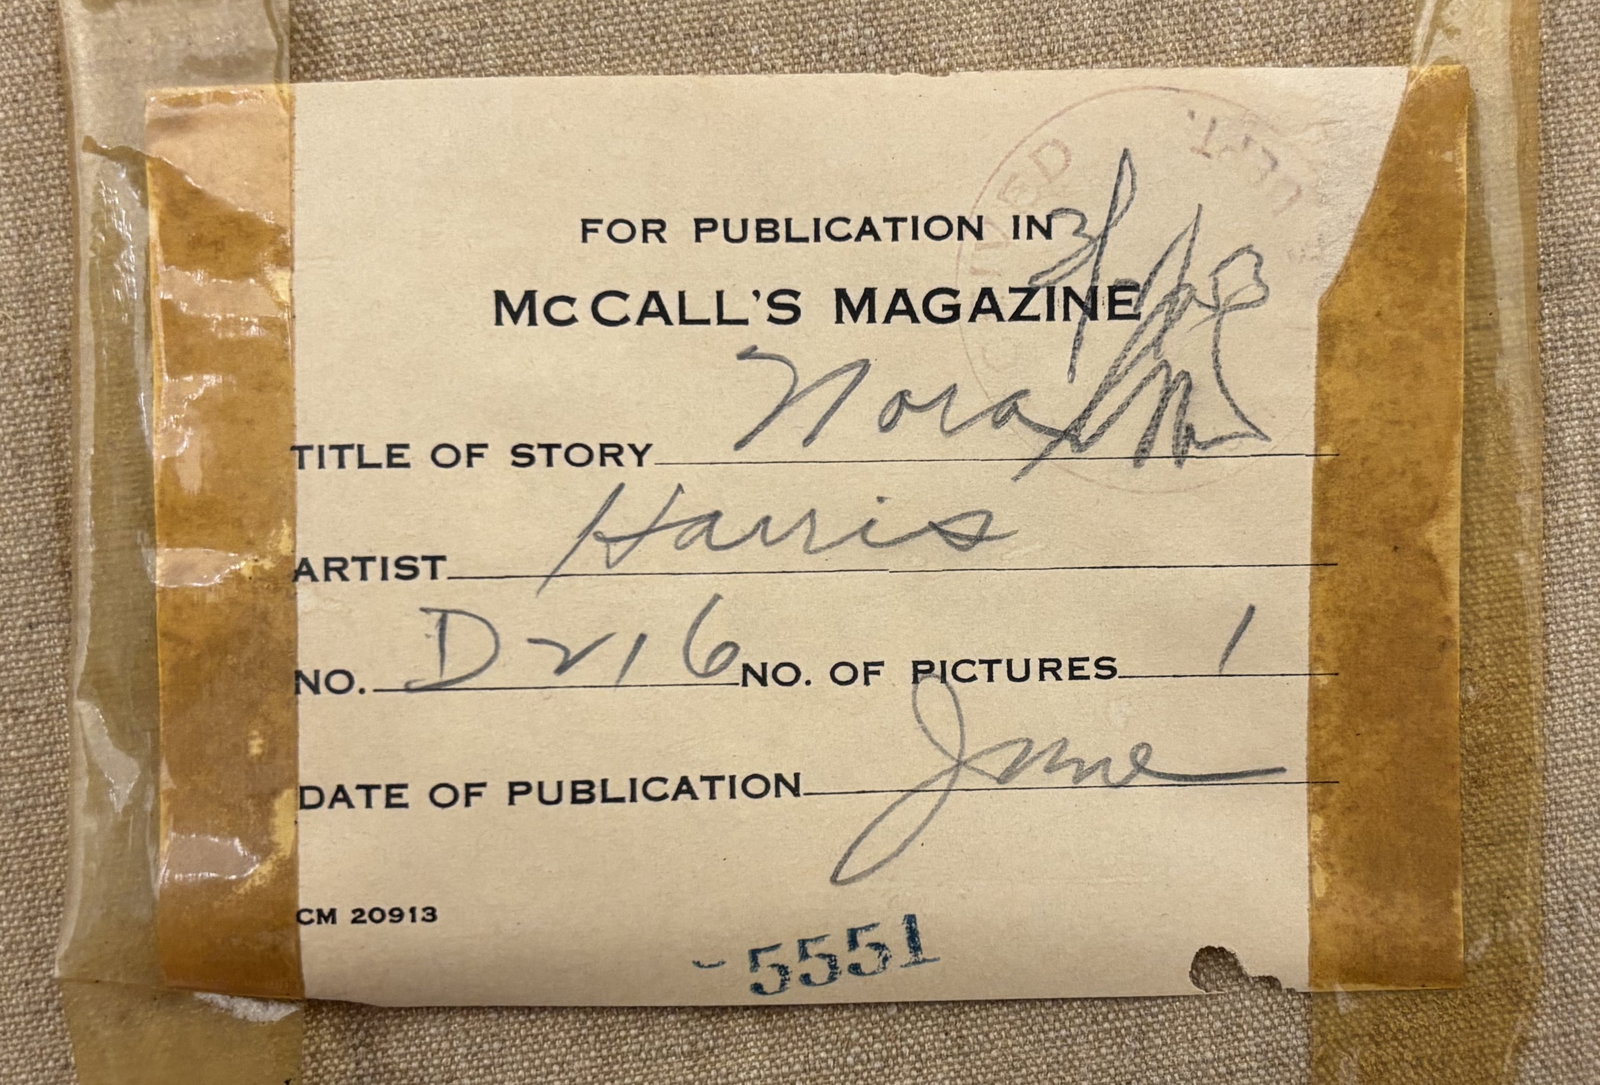 FOR PUBLICATION IN
McCALL'S MAGAZINE
TITLE OF STORY Nora
ARTIST Harris
NO. D216 NO. OF PICTURES 1
DATE OF PUBLICATION June
CM 20913
5551